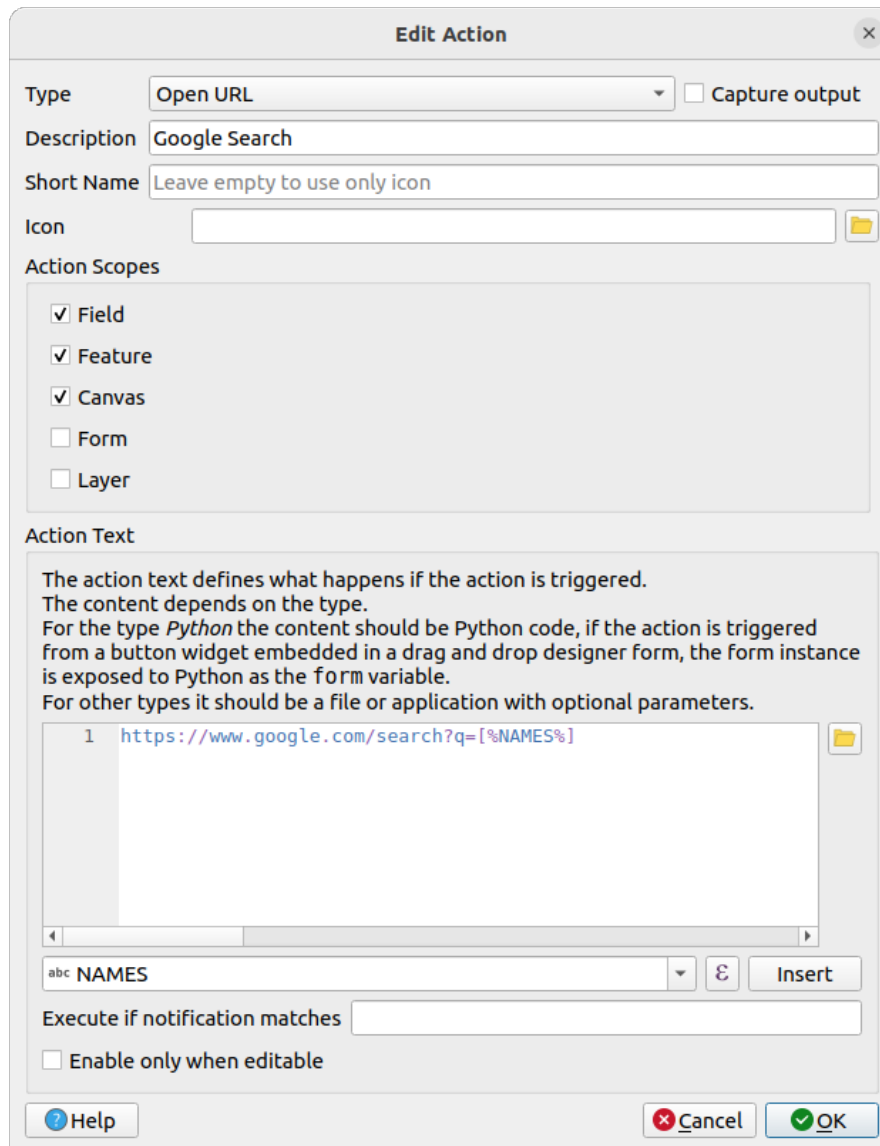 Edit Action
Type Open URL Capture output
Description Google Search
Short Name Leave empty to use only icon
Icon
Action Scopes
Field
Feature
Canvas
Form
Layer
Action Text
The action text defines what happens if the action is triggered.
The content depends on the type.
For the type Python the content should be Python code, if the action is triggered
from a button widget embedded in a drag and drop designer form, the form instance
is exposed to Python as the form variable.
For other types it should be a file or application with optional parameters.
1 https://www.google.com/search?q=[%NAMES%]
abc NAMES ε Insert
Execute if notification matches
Enable only when editable
? Help Cancel OK